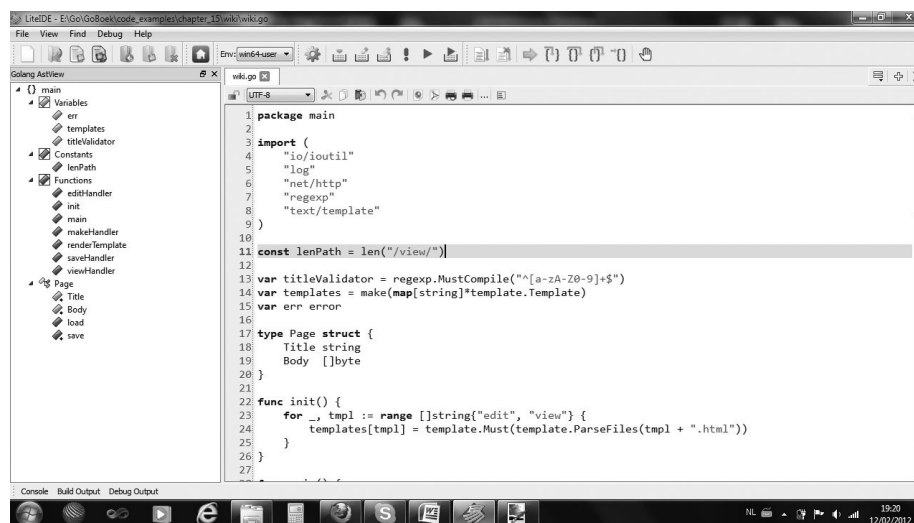 LiteIDE - E:\Go\GoBoek\code_examples\chapter_15\wiki\wiki.go
File View Find Debug Help
Env: win64-user
Golang AstView
wiki.go
{} main
Variables
err
templates
titleValidator
Constants
lenPath
Functions
editHandler
init
main
makeHandler
renderTemplate
saveHandler
viewHandler
Page
Title
Body
load
save
UTF-8
1 package main
2
3 import (
4 "io/ioutil"
5 "log"
6 "net/http"
7 "regexp"
8 "text/template"
9 )
10
11 const lenPath = len("/view/")
12
13 var titleValidator = regexp.MustCompile("^[a-zA-Z0-9]+$")
14 var templates = make(map[string]*template.Template)
15 var err error
16
17 type Page struct {
18 Title string
19 Body []byte
20 }
21
22 func init() {
23 for _, tmpl := range []string{"edit", "view"} {
24 templates[tmpl] = template.Must(template.ParseFiles(tmpl + ".html"))
25 }
26 }
27
Console Build Output Debug Output
NL
19:20
12/02/2012